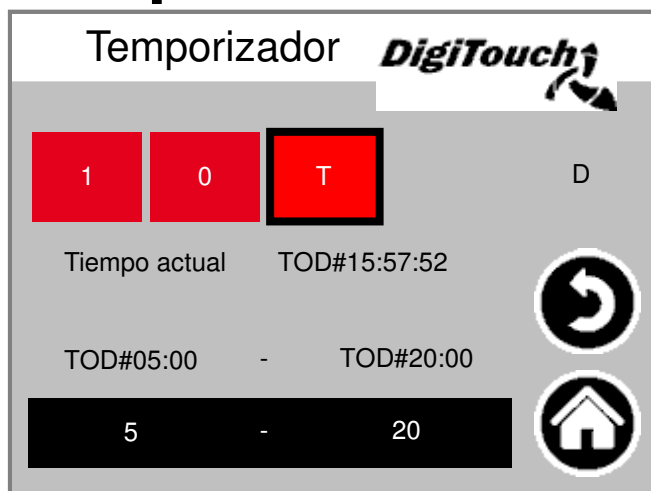 Temporizador DigiTouch
1 0 T D
Tiempo actual TOD#15:57:52
TOD#05:00 - TOD#20:00
5 - 20